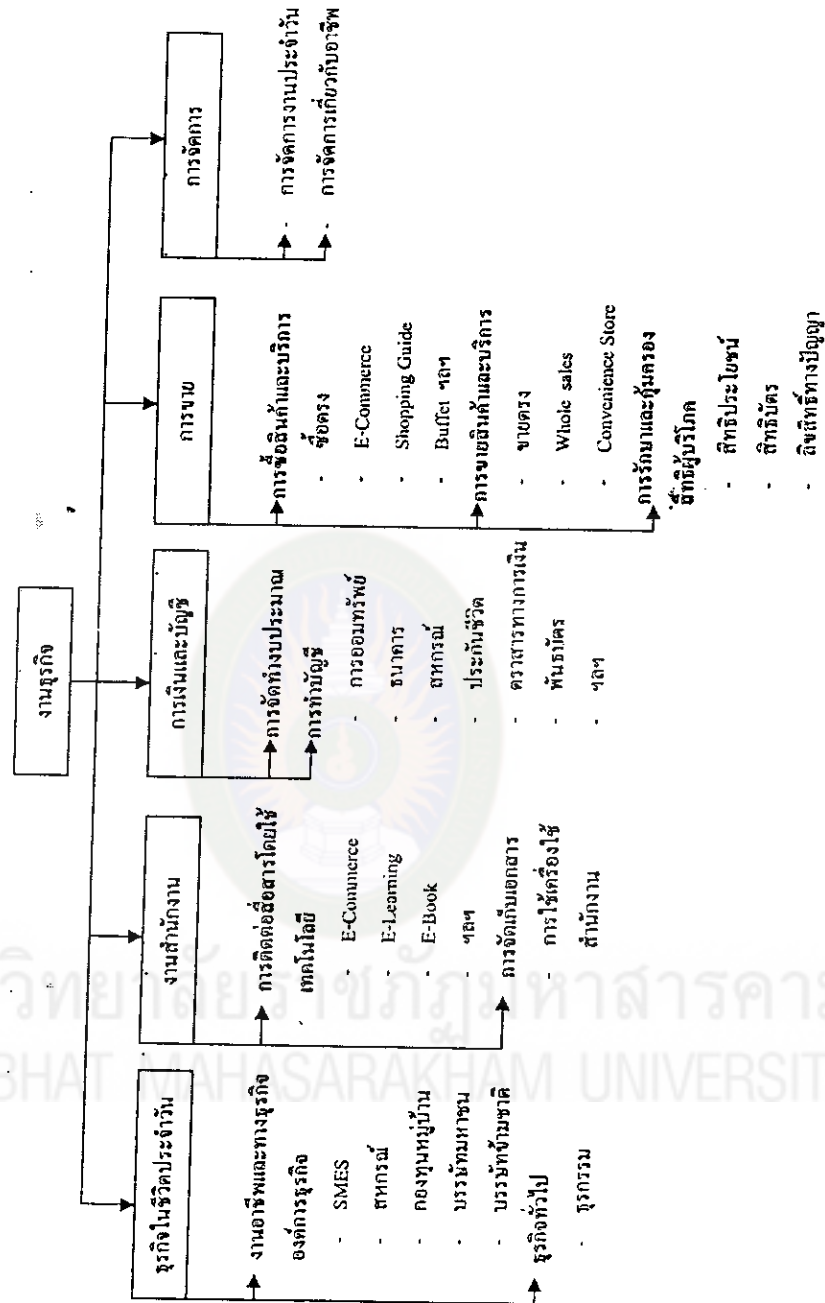 งานธุรกิจ
ธุรกิจในชีวิตประจำวัน
งานอาชีพและทางธุรกิจ
องค์การธุรกิจ
- SMES
- สหกรณ์
- กองทุนหมู่บ้าน
- บรรษัทมหาชน
- บรรษัทข้ามชาติ
ธุรกิจทั่วไป
- ธุรกรรม
งานสำนักงาน
การติดต่อสื่อสารโดยใช้
เทคโนโลยี
- E-Commerce
- E-Learning
- E-Book
- ฯลฯ
การจัดเก็บเอกสาร
- การใช้เครื่องใช้
สำนักงาน
การเงินและบัญชี
การจัดทำงบประมาณ
การทำบัญชี
- การออมทรัพย์
- ธนาคาร
- สหกรณ์
- ประกันชีวิต
- ตราสารทางการเงิน
- พันธบัตร
- ฯลฯ
การขาย
การซื้อสินค้าและบริการ
- ซื้อตรง
- E-Commerce
- Shopping Guide
- Buffet ฯลฯ
การขายสินค้าและบริการ
- ขายตรง
- Whole sales
- Convenience Store
การรักษาและคุ้มครอง
สิทธิผู้บริโภค
- สิทธิประโยชน์
- สิทธิบัตร
- ลิขสิทธิ์ทางปัญญา
การจัดการ
- การจัดการงานประจำวัน
- การจัดการเกี่ยวกับอาชีพ
วิทยาลัยราชภัฏมหาสารคาม
BHAT MAHASARAKHAM UNIVERSIT